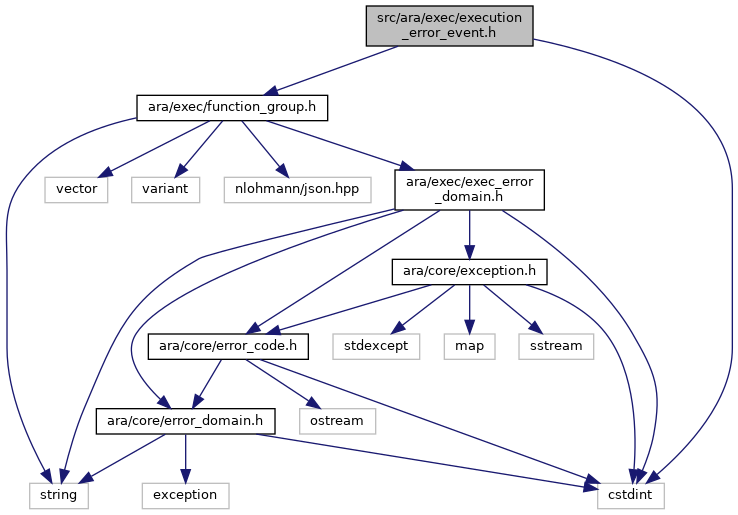 src/ara/exec/execution
_error_event.h
ara/exec/function_group.h
vector
variant
nlohmann/json.hpp
ara/exec/exec_error
_domain.h
ara/core/exception.h
ara/core/error_code.h
stdexcept
map
sstream
ara/core/error_domain.h
ostream
string
exception
cstdint